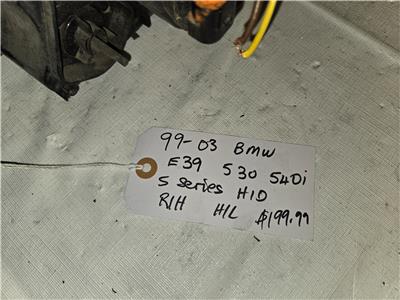 99-03 BMW
E39 530 540i
5 series HID
R/H H/L $199.99